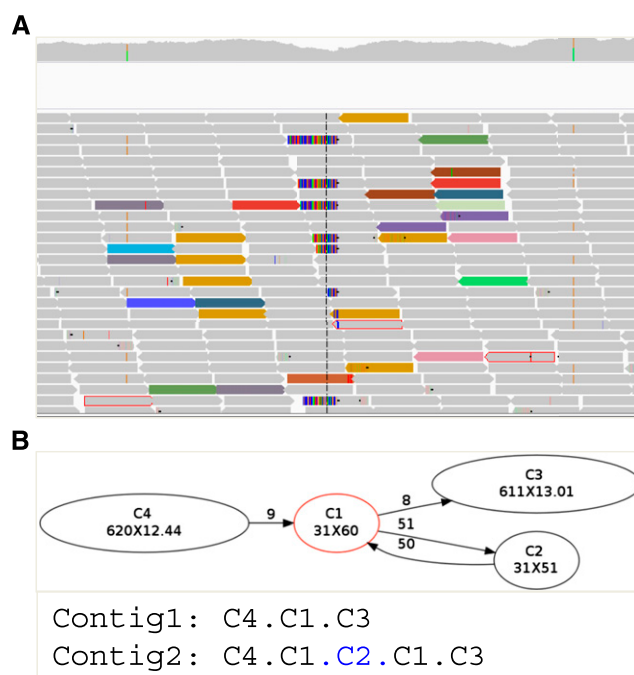 A
B
C4
620X12.44
9
C1
31X60
8
51
50
C3
611X13.01
C2
31X51
Contig1: C4.C1.C3
Contig2: C4.C1.C2.C1.C3